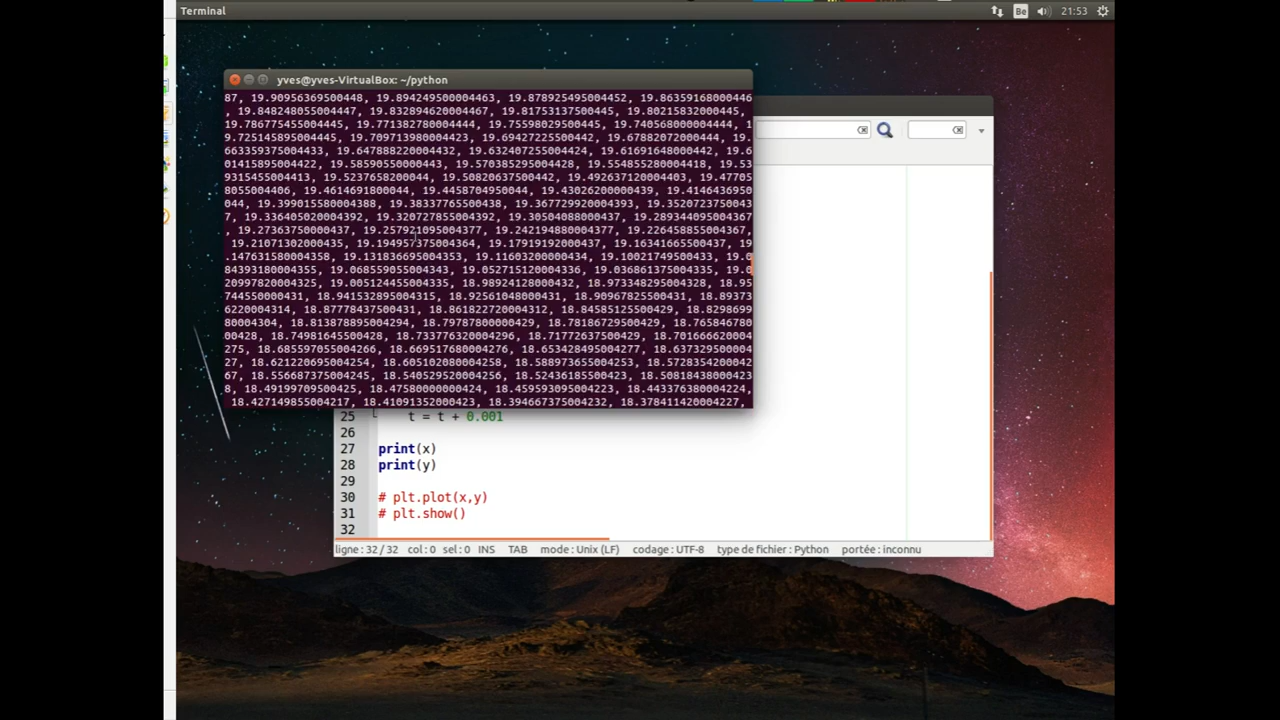 Terminal
Be
21:53
yves@yves-VirtualBox: ~/python
87, 19.90956369500448, 19.894249500004463, 19.878925495004452, 19.86359168000446
, 19.848248055004447, 19.832894620004467, 19.81753137500445, 19.80215832000445,
19.786775455004445, 19.771382780004444, 19.75598029500445, 19.740568000004444, 1
9.725145895004445, 19.709713980004423, 19.69427225500442, 19.67882072000444, 19.
663359375004433, 19.647888220004432, 19.632407255004424, 19.61691648000442, 19.6
01415895004422, 19.58590550000443, 19.570385295004428, 19.554855280004418, 19.53
9315455004413, 19.5237658200044, 19.50820637500442, 19.492637120004403, 19.47705
8055004406, 19.4614691800044, 19.4458704950044, 19.43026200000439, 19.4146436950
044, 19.399015580004388, 19.38337765500438, 19.367729920004393, 19.3520723750043
7, 19.336405020004392, 19.320727855004392, 19.30504088000437, 19.289344095004367
, 19.27363750000437, 19.257921095004377, 19.242194880004377, 19.226458855004367,
19.21071302000435, 19.194957375004364, 19.17919192000437, 19.16341665500437, 19
.147631580004358, 19.131836695004353, 19.11603200000434, 19.10021749500433, 19.0
84393180004355, 19.068559055004343, 19.052715120004336, 19.036861375004335, 19.0
20997820004325, 19.005124455004335, 18.98924128000432, 18.973348295004328, 18.95
744550000431, 18.941532895004315, 18.92561048000431, 18.90967825500431, 18.89373
6220004314, 18.87778437500431, 18.861822720004312, 18.84585125500429, 18.8298699
80004304, 18.813878895004294, 18.79787800000429, 18.78186729500429, 18.765846780
00428, 18.74981645500428, 18.733776320004296, 18.71772637500429, 18.701666620004
275, 18.685597055004266, 18.669517680004276, 18.653428495004277, 18.637329500004
27, 18.621220695004254, 18.605102080004258, 18.588973655004253, 18.5728354200042
67, 18.556687375004245, 18.540529520004256, 18.52436185500423, 18.50818438000423
8, 18.49199709500425, 18.47580000000424, 18.459593095004223, 18.443376380004224,
18.427149855004217, 18.41091352000423, 18.394667375004232, 18.378411420004227,
25 t = t + 0.001
26
27 print(x)
28 print(y)
29
30 # plt.plot(x,y)
31 # plt.show()
32
ligne : 32 / 32 col : 0 sel : 0 INS TAB mode : Unix (LF) codage : UTF-8 type de fichier : Python portée : inconnu